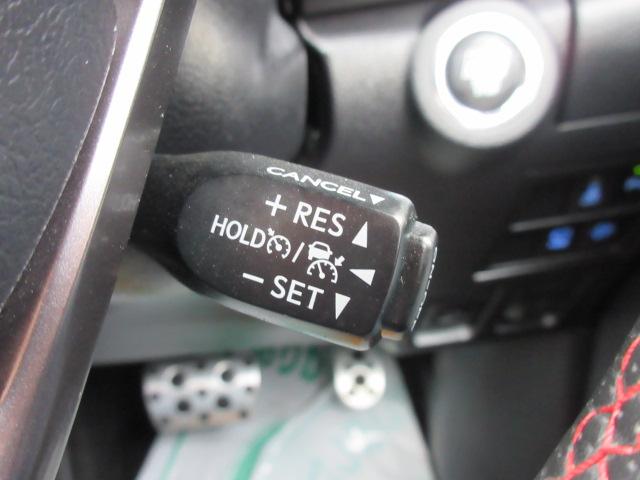 CANCEL▼
+ RES ▲
HOLD / ◀
− SET ▼